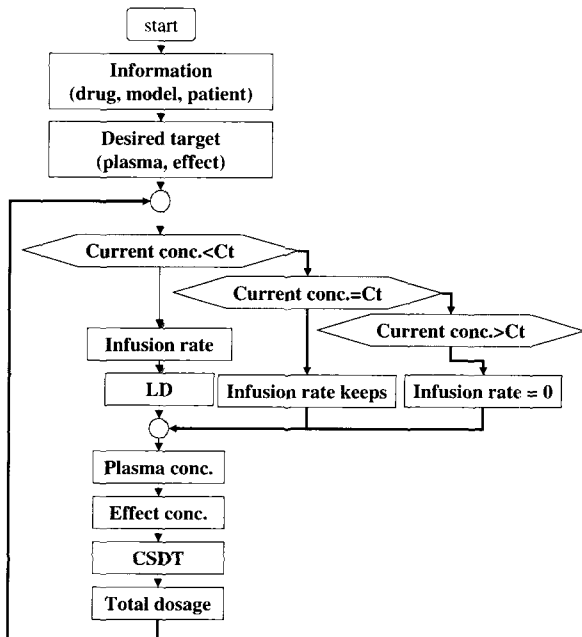 start
Information
(drug, model, patient)
Desired target
(plasma, effect)
Current conc.<Ct
Current conc.=Ct
Current conc.>Ct
Infusion rate
LD
Infusion rate keeps
Infusion rate = 0
Plasma conc.
Effect conc.
CSDT
Total dosage